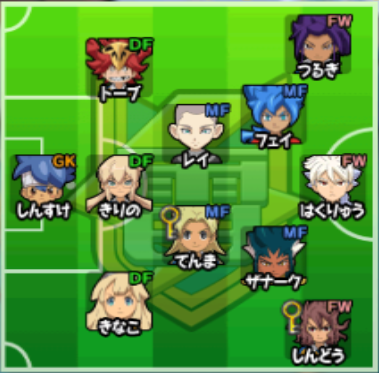 FW
つるぎ
DF
トーブ
MF
フェイ
MF
レイ
GK
しんすけ
DF
きりの
FW
はくりゅう
MF
てんま
MF
ザナーク
DF
きなこ
FW
しんどう